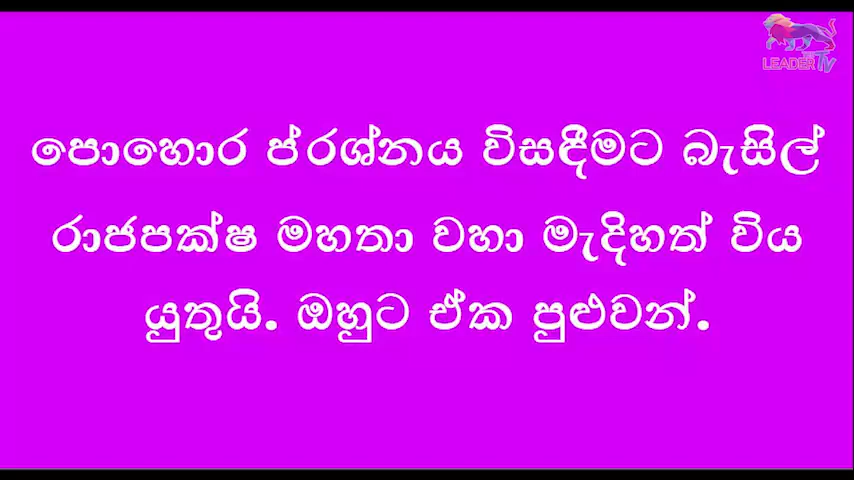 LEADER TV
පොහොර ප්රශ්නය විසඳීමට බැසිල්
රාජපක්ෂ මහතා වහා මැදිහත් විය
යුතුයි. ඔහුට ඒක පුළුවන්.